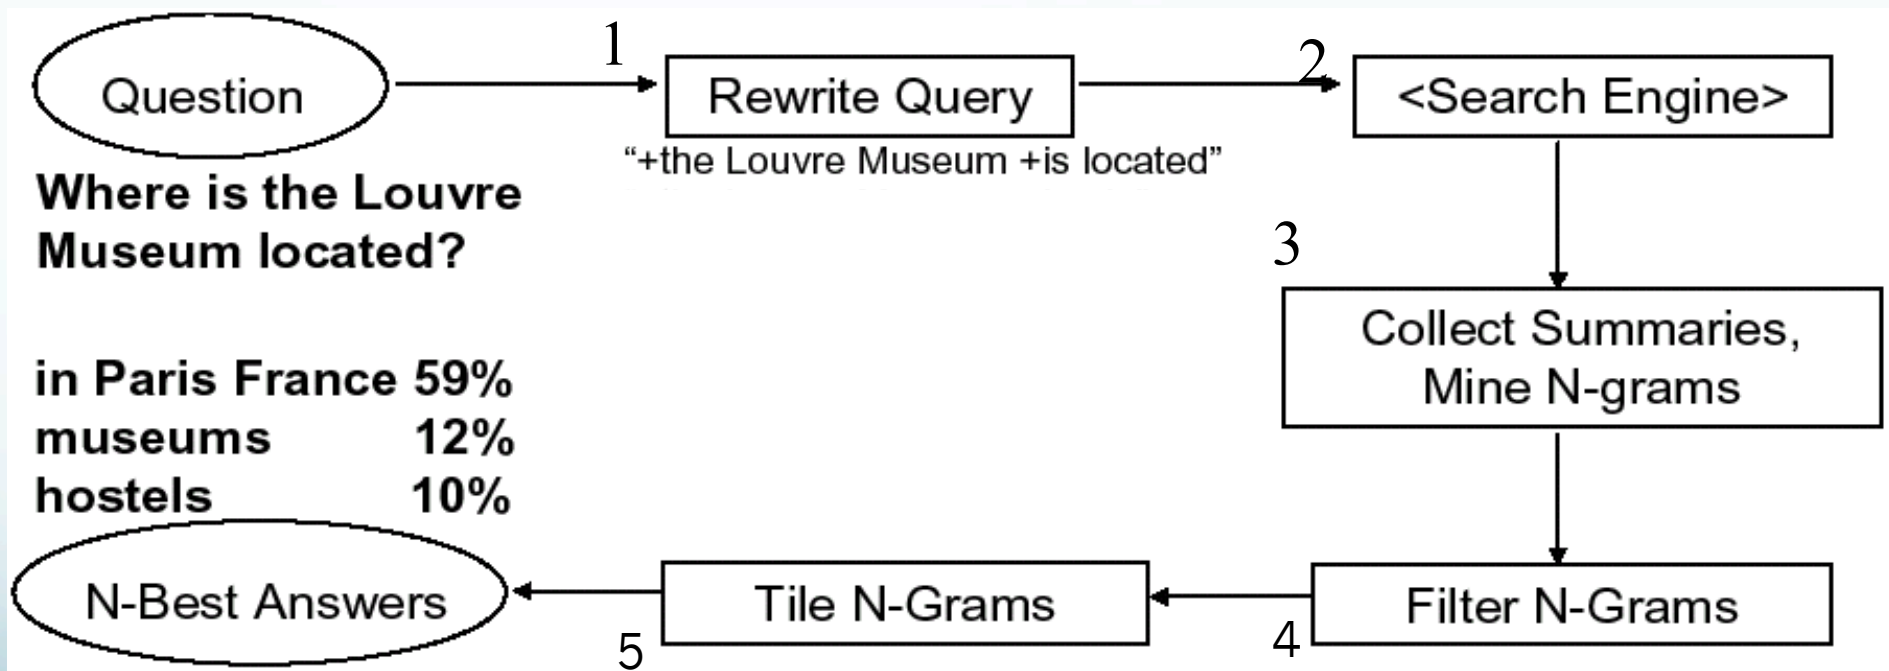 Question
1
Rewrite Query
2
<Search Engine>
"+the Louvre Museum +is located"
Where is the Louvre
Museum located?
3
Collect Summaries,
Mine N-grams
in Paris France 59%
museums 12%
hostels 10%
Filter N-Grams
4
Tile N-Grams
5
N-Best Answers